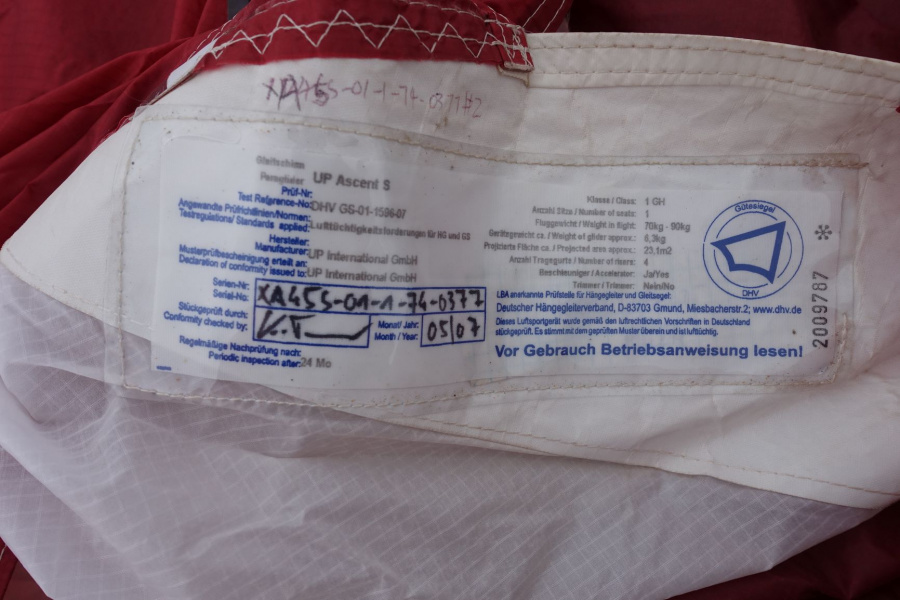 XA45S-01-1-74-0377#2
Gleitschirm
Paraglider UP Ascent S
Prüf-Nr:
Test Reference-No: DHV GS-01-1596-07
Angewandte Prüfrichtlinien/Normen:
Testregulations/ Standards applied: Lufttüchtigkeitsforderungen für HG und GS
Hersteller:
Manufacturer: UP International GmbH
Musterprüfbescheinigung erteilt an:
Declaration of conformity issued to: UP International GmbH
Serien-Nr:
Serial-No: XA45S-01-1-74-0377
Stückgeprüft durch:
Conformity checked by:
Monat/ Jahr:
Month / Year: 05/07
Regelmäßige Nachprüfung nach:
Periodic inspection after: 24 Mo
Klasse / Class: 1 GH
Anzahl Sitze / Number of seats: 1
Fluggewicht / Weight in flight: 70kg - 90kg
Gerätegewicht ca. / Weight of glider approx.: 6,3kg
Projizierte Fläche ca. / Projected area approx.: 23,1m2
Anzahl Tragegurte / Number of risers: 4
Beschleuniger / Accelerator: Ja/Yes
Trimmer / Trimmer: Nein/No
LBA anerkannte Prüfstelle für Hängegleiter und Gleitsegel:
Deutscher Hängegleiterverband, D-83703 Gmund, Miesbacherstr.2; www.dhv.de
Dieses Luftsportgerät wurde gemäß den luftrechtlichen Vorschriften in Deutschland
stückgeprüft. Es stimmt mit dem geprüften Muster überein und ist lufttüchtig.
Vor Gebrauch Betriebsanweisung lesen!
Gütesiegel
DHV
2009787 *